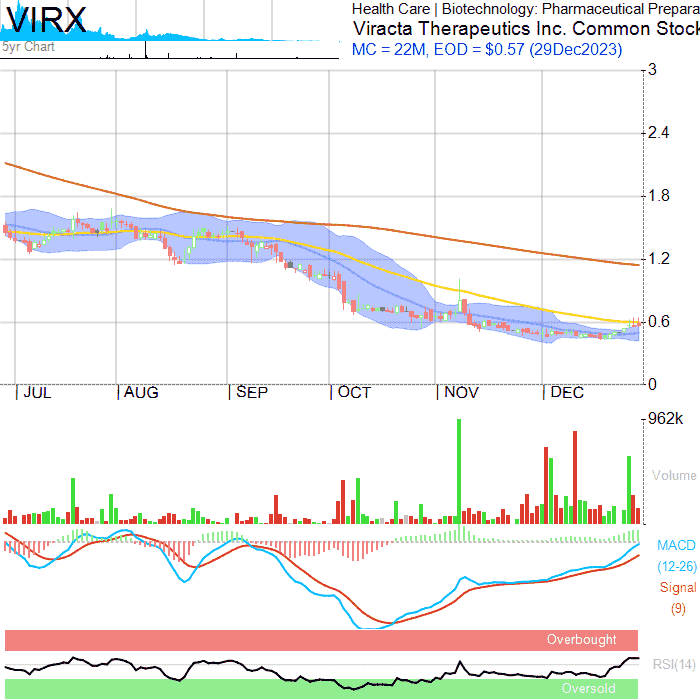 VIRX
5yr Chart
Health Care | Biotechnology: Pharmaceutical Prepara
Viracta Therapeutics Inc. Common Stock
MC = 22M, EOD = $0.57 (29Dec2023)
3
2.4
1.8
1.2
0.6
0
JUL AUG SEP OCT NOV DEC
962k
Volume
MACD
(12-26)
Signal
(9)
Overbought
RSI(14)
Oversold